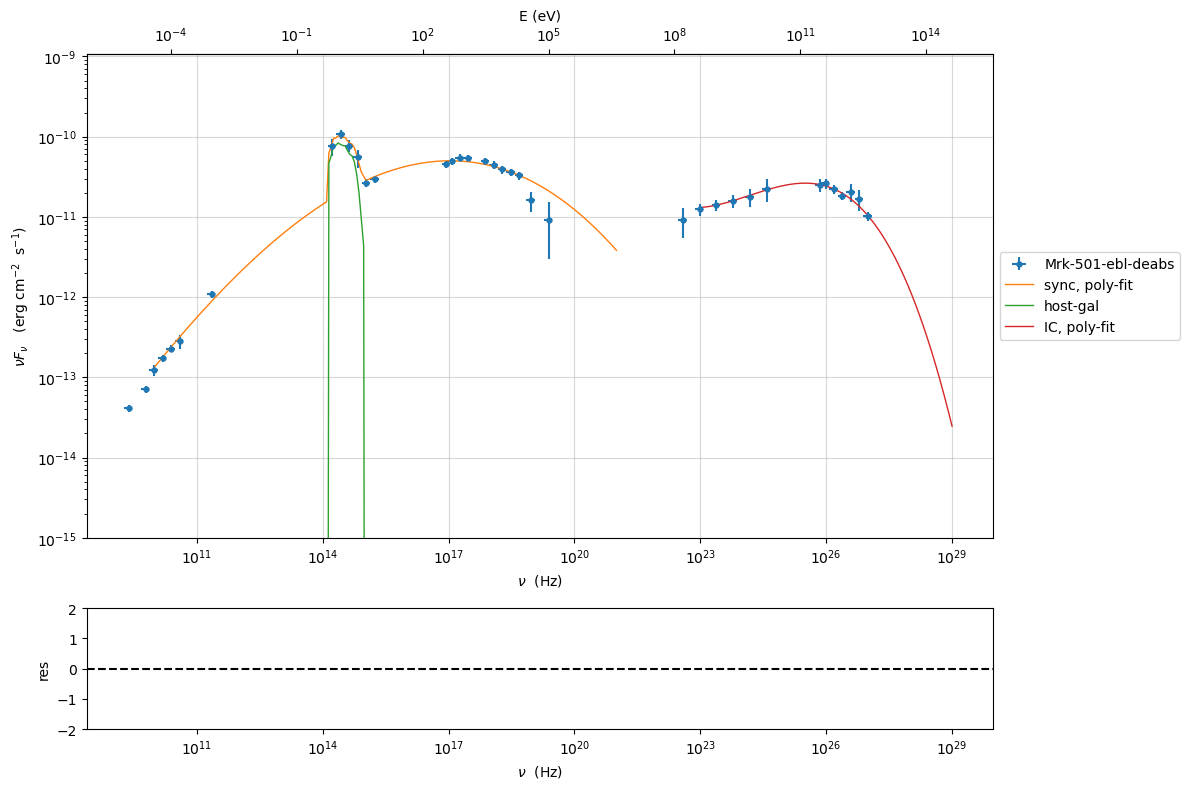 E (eV)
10⁻⁴ 10⁻¹ 10² 10⁵ 10⁸ 10¹¹ 10¹⁴
10⁻⁹
10⁻¹⁰
10⁻¹¹
10⁻¹²
10⁻¹³
10⁻¹⁴
10⁻¹⁵
νFν (erg cm⁻² s⁻¹)
10¹¹ 10¹⁴ 10¹⁷ 10²⁰ 10²³ 10²⁶ 10²⁹
ν (Hz)
Mrk-501-ebl-deabs
sync, poly-fit
host-gal
IC, poly-fit
2
1
0
−1
−2
res
10¹¹ 10¹⁴ 10¹⁷ 10²⁰ 10²³ 10²⁶ 10²⁹
ν (Hz)